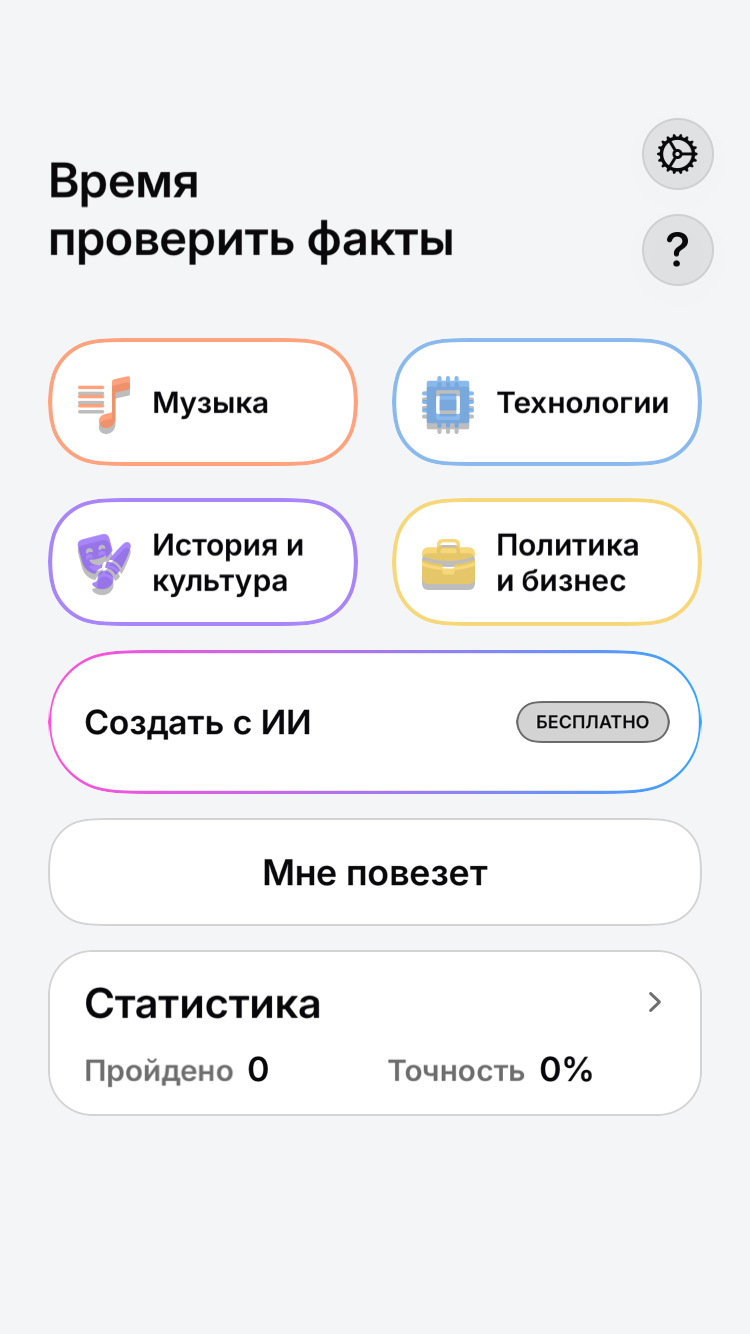 Время
проверить факты
?
Музыка
Технологии
История и
культура
Политика
и бизнес
Создать с ИИ
БЕСПЛАТНО
Мне повезет
Статистика
Пройдено 0
Точность 0%